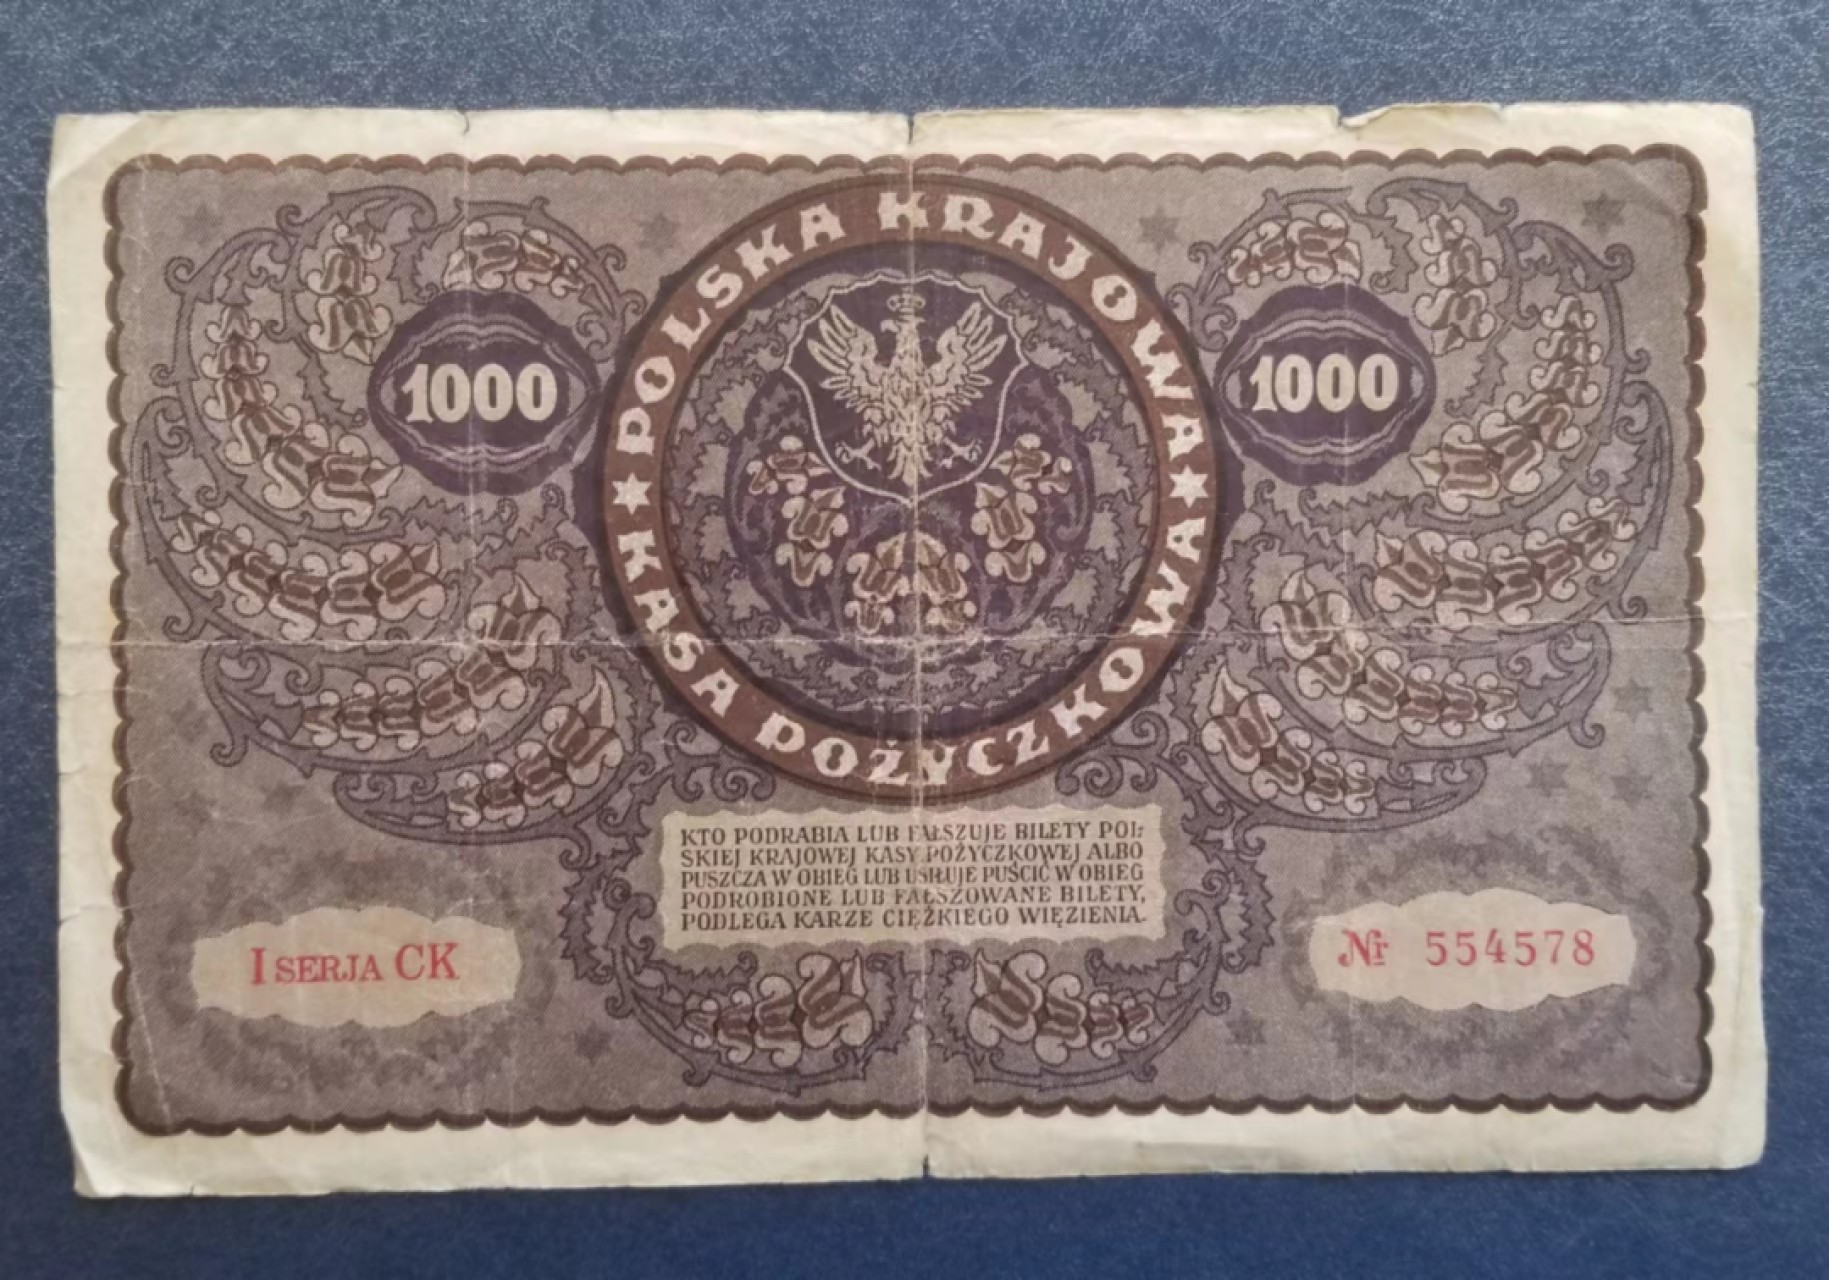 POLSKA KRAJOWA
KASA POŻYCZKOWA
1000
1000
KTO PODRABIA LUB FAŁSZUJE BILETY POL-
SKIEJ KRAJOWEJ KASY POŻYCZKOWEJ ALBO
PUSZCZA W OBIEG LUB USIŁUJE PUŚCIĆ W OBIEG
PODROBIONE LUB FAŁSZOWANE BILETY,
PODLEGA KARZE CIĘŻKIEGO WIĘZIENIA.
I SERJA CK
Nr 554578